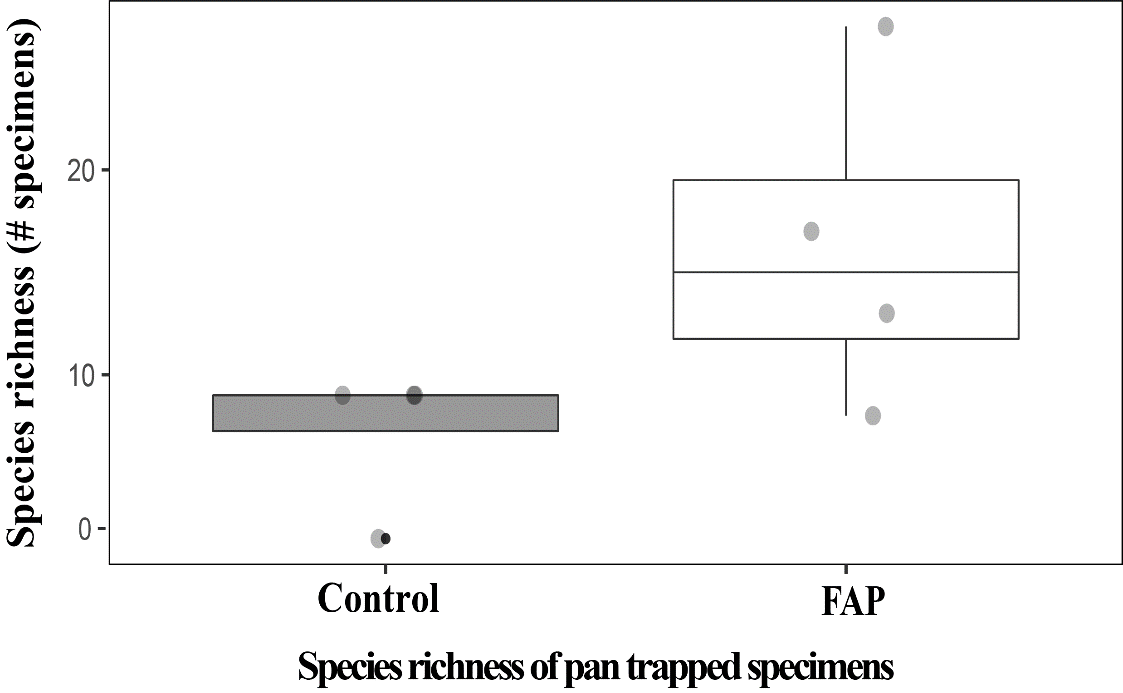 Species richness (# specimens)
20
10
0
Control
FAP
Species richness of pan trapped specimens